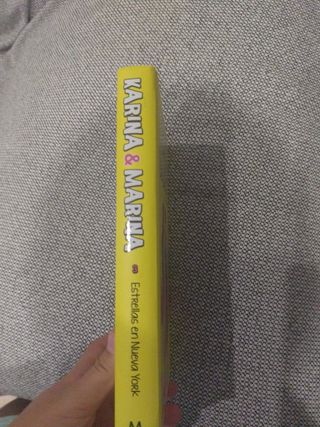 KARINA & MARINA
3
Estrellas en Nueva York